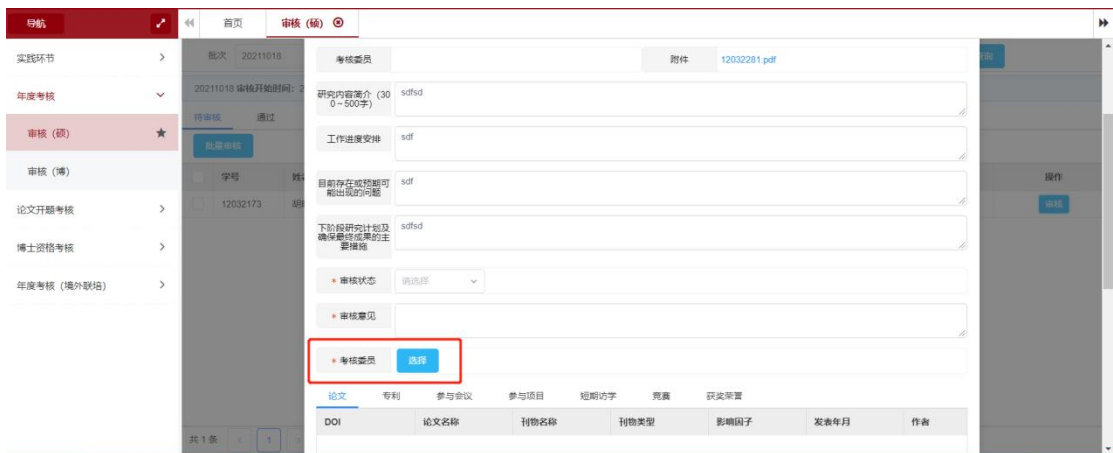 导航 首页 审核（硕）
实践环节
年度考核
审核（硕）
审核（博）
论文开题考核
博士资格考核
年度考核（境外联培）
批次 20211018
20211018 审核开始时间：2
待审核 通过
批量审核
学号 操作
12032173 审核
共 1 条 1
考核委员 附件 12032281.pdf
研究内容简介（30
0～500字） sdfsd
工作进度安排 sdf
目前存在或预期可
能出现的问题 sdf
下阶段研究计划及
确保最终成果的主
要措施 sdfsd
* 审核状态 请选择
* 审核意见
* 考核委员 选择
论文 专利 参与会议 参与项目 短期访学 竞赛 获奖荣誉
DOI 论文名称 刊物名称 刊物类型 影响因子 发表年月 作者